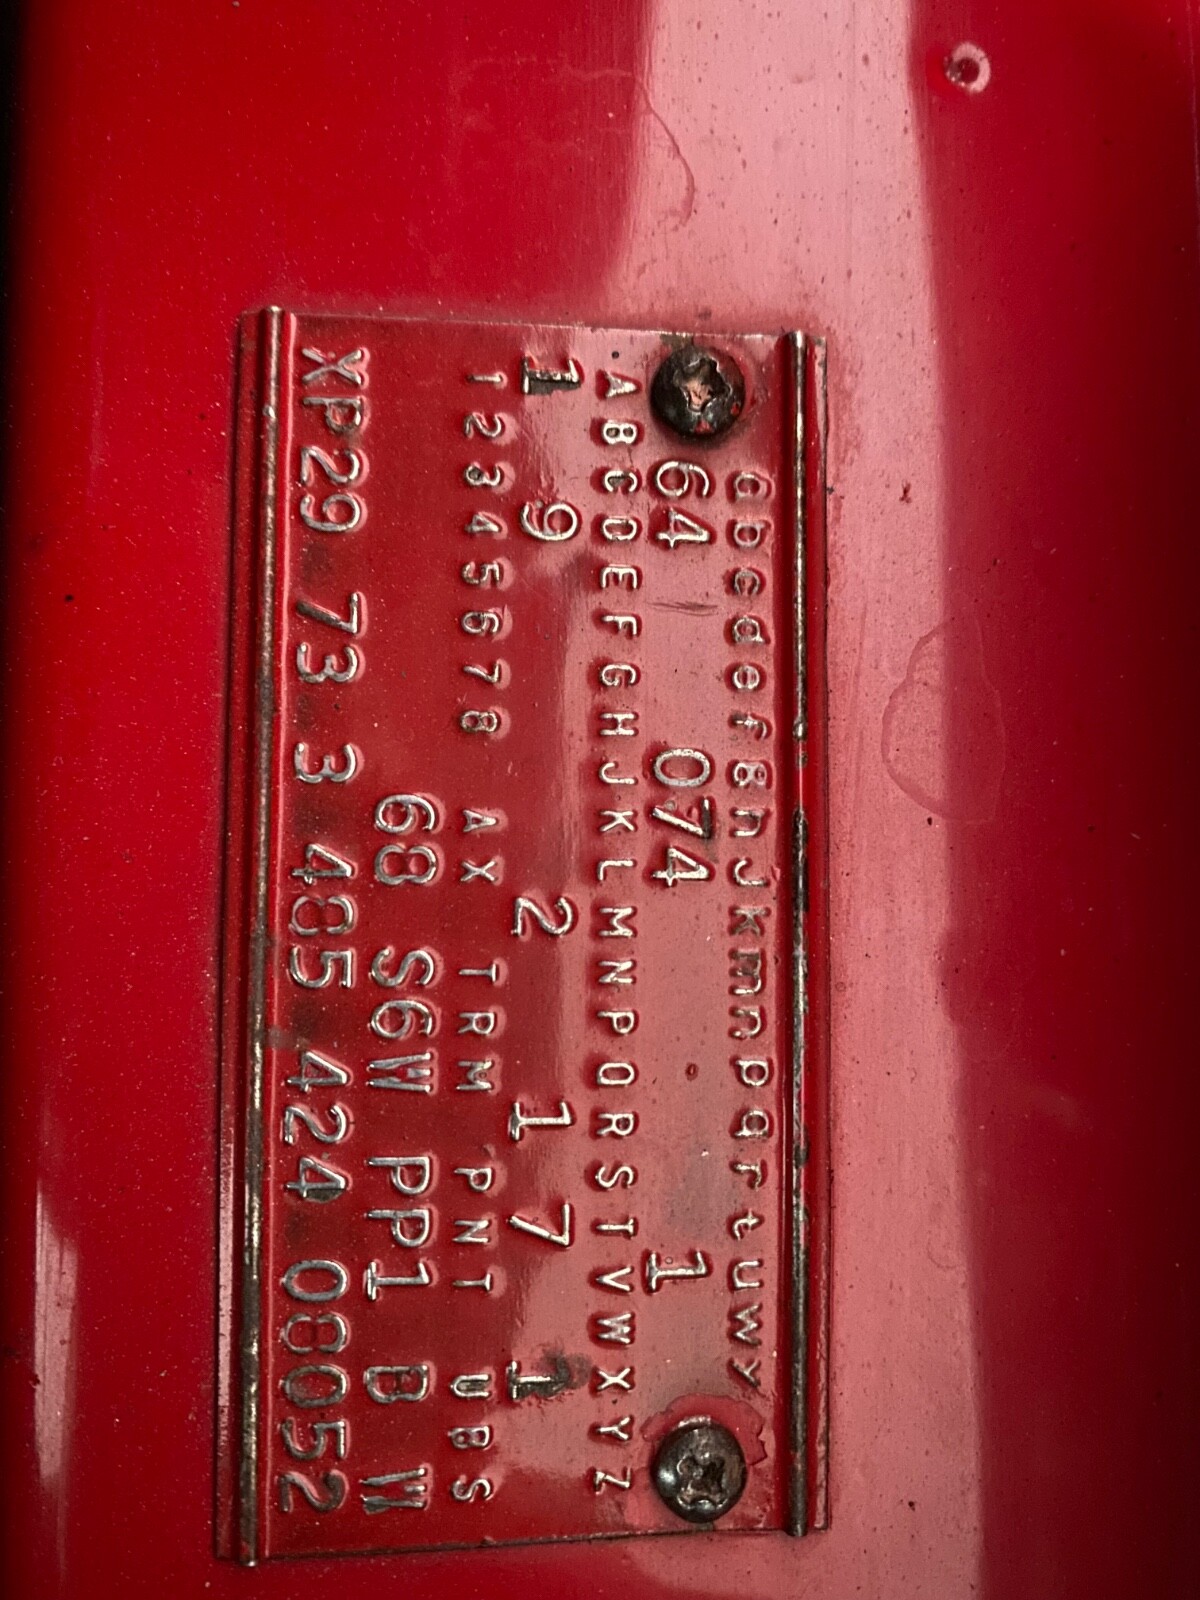 a b c d e f g h j k m n p q r t u w y
64 074 1
A B C D E F G H J K L M N P Q R S T V W X Y Z
1 9 2 1 7 1
1 2 3 4 5 6 7 8 A X T R M P N T U B S
68 S6W PP1 B W
XP29 73 3 485 424 08052